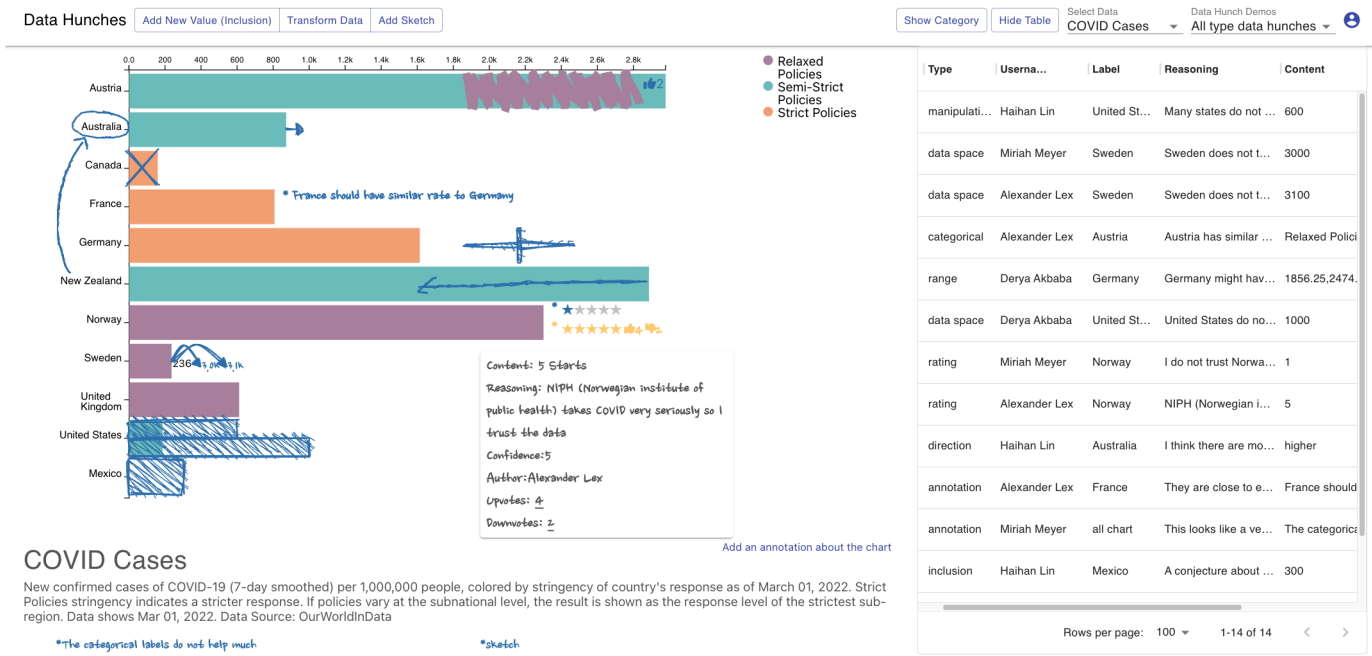 Data Hunches
Add New Value (Inclusion) Transform Data Add Sketch
Show Category Hide Table
Select Data
COVID Cases
Data Hunch Demos
All type data hunches
0.0 200 400 600 800 1.0k 1.2k 1.4k 1.6k 1.8k 2.0k 2.2k 2.4k 2.6k 2.8k
Relaxed
Policies
Semi-Strict
Policies
Strict Policies
Austria
2
Australia
Canada
France
* France should have similar rate to Germany
Germany
New Zealand
Norway
*
* 4 2
Sweden
236 3.0k 3.1k
United
Kingdom
United States
Mexico
Content: 5 Starts
Reasoning: NIPH (Norwegian institute of
public health) takes COVID very seriously so I
trust the data
Confidence:5
Author:Alexander Lex
Upvotes: 4
Downvotes: 2
Add an annotation about the chart
COVID Cases
New confirmed cases of COVID-19 (7-day smoothed) per 1,000,000 people, colored by stringency of country's response as of March 01, 2022. Strict
Policies stringency indicates a stricter response. If policies vary at the subnational level, the result is shown as the response level of the strictest sub-
region. Data shows Mar 01, 2022. Data Source: OurWorldInData
*The categorical labels do not help much
*sketch
Type Userna... Label Reasoning Content
manipulati... Haihan Lin United St... Many states do not ... 600
data space Miriah Meyer Sweden Sweden does not t... 3000
data space Alexander Lex Sweden Sweden does not t... 3100
categorical Alexander Lex Austria Austria has similar ... Relaxed Polici
range Derya Akbaba Germany Germany might hav... 1856.25,2474.
data space Derya Akbaba United St... United States do no... 1000
rating Miriah Meyer Norway I do not trust Norwa... 1
rating Alexander Lex Norway NIPH (Norwegian i... 5
direction Haihan Lin Australia I think there are mo... higher
annotation Alexander Lex France They are close to e... France should
annotation Miriah Meyer all chart This looks like a ve... The categorica
inclusion Haihan Lin Mexico A conjecture about ... 300
Rows per page: 100 1-14 of 14